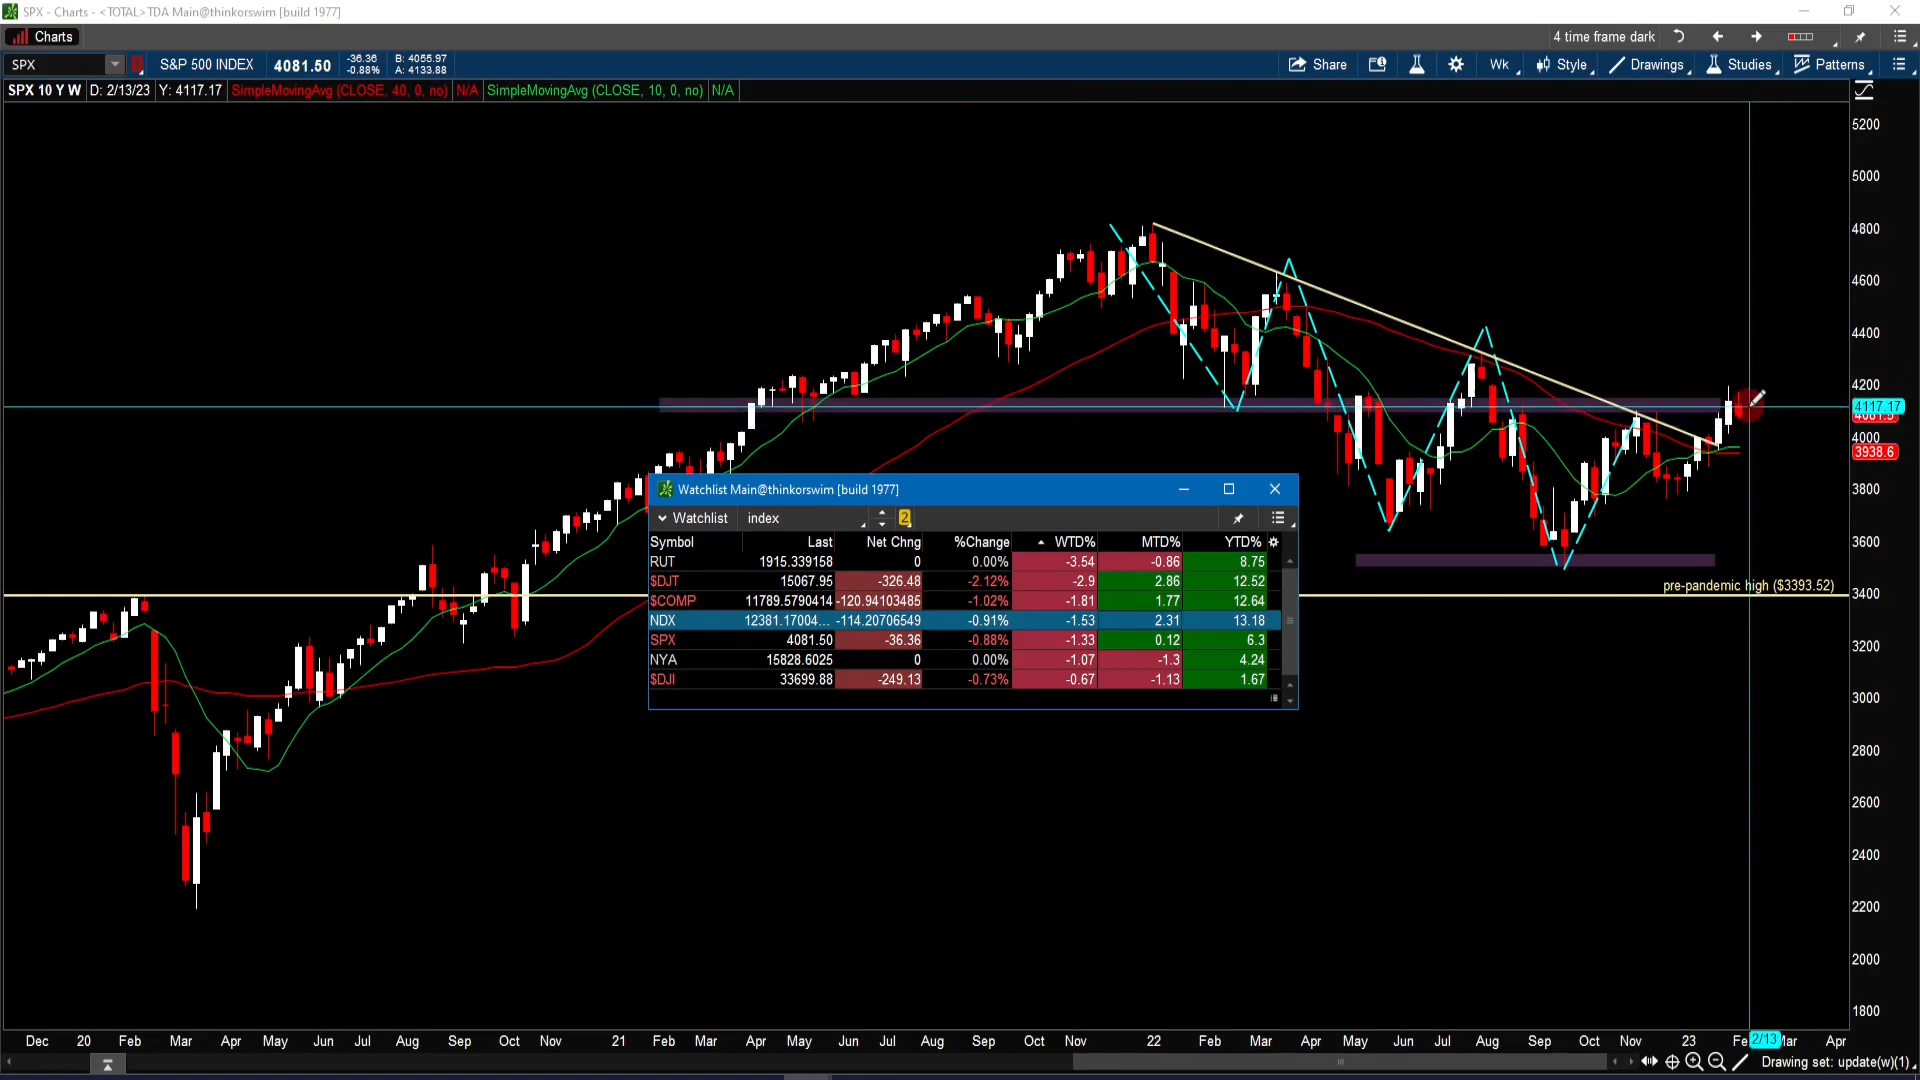 SPX - Charts - <TOTAL> TDA Main@thinkorswim [build 1977]
Charts
4 time frame dark
SPX
S&P 500 INDEX
4081.50
-36.36
-0.88%
B: 4055.97
A: 4133.88
Share
Wk
Style
Drawings
Studies
Patterns
SPX 10 Y W D: 2/13/23 Y: 4117.17 SimpleMovingAvg (CLOSE, 40, 0, no) N/A SimpleMovingAvg (CLOSE, 10, 0, no) N/A
5200
5000
4800
4600
4400
4200
4117.17
4000
3938.6
3800
3600
3400
3200
3000
2800
2600
2400
2200
2000
1800
pre-pandemic high ($3393.52)
Watchlist Main@thinkorswim [build 1977]
Watchlist index 2
Symbol Last Net Chng %Change WTD% MTD% YTD%
RUT 1915.339158 0 0.00% -3.54 -0.86 8.75
$DJT 15067.95 -326.48 -2.12% -2.9 2.86 12.52
$COMP 11789.5790414 -120.94103485 -1.02% -1.81 1.77 12.64
NDX 12381.17004... -114.20706549 -0.91% -1.53 2.31 13.18
SPX 4081.50 -36.36 -0.88% -1.33 0.12 6.3
NYA 15828.6025 0 0.00% -1.07 -1.3 4.24
$DJI 33699.88 -249.13 -0.73% -0.67 -1.13 1.67
Dec 20 Feb Mar Apr May Jun Jul Aug Sep Oct Nov 21 Feb Mar Apr May Jun Jul Aug Sep Oct Nov 22 Feb Mar Apr May Jun Jul Aug Sep Oct Nov 23 Fe 2/13 Mar Apr
Drawing set: update(w)(1)